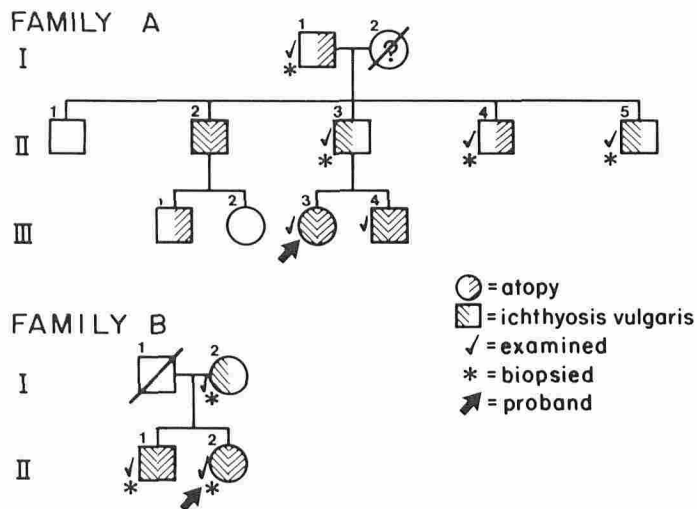 FAMILY A
1 2
I ✓ * ?
1 2 3 4 5
II ✓ * ✓ * ✓ *
1 2 3 4
III ✓ ✓
= atopy
= ichthyosis vulgaris
✓ = examined
* = biopsied
= proband
FAMILY B
1 2
I ✓ *
1 2
II ✓ * ✓ *